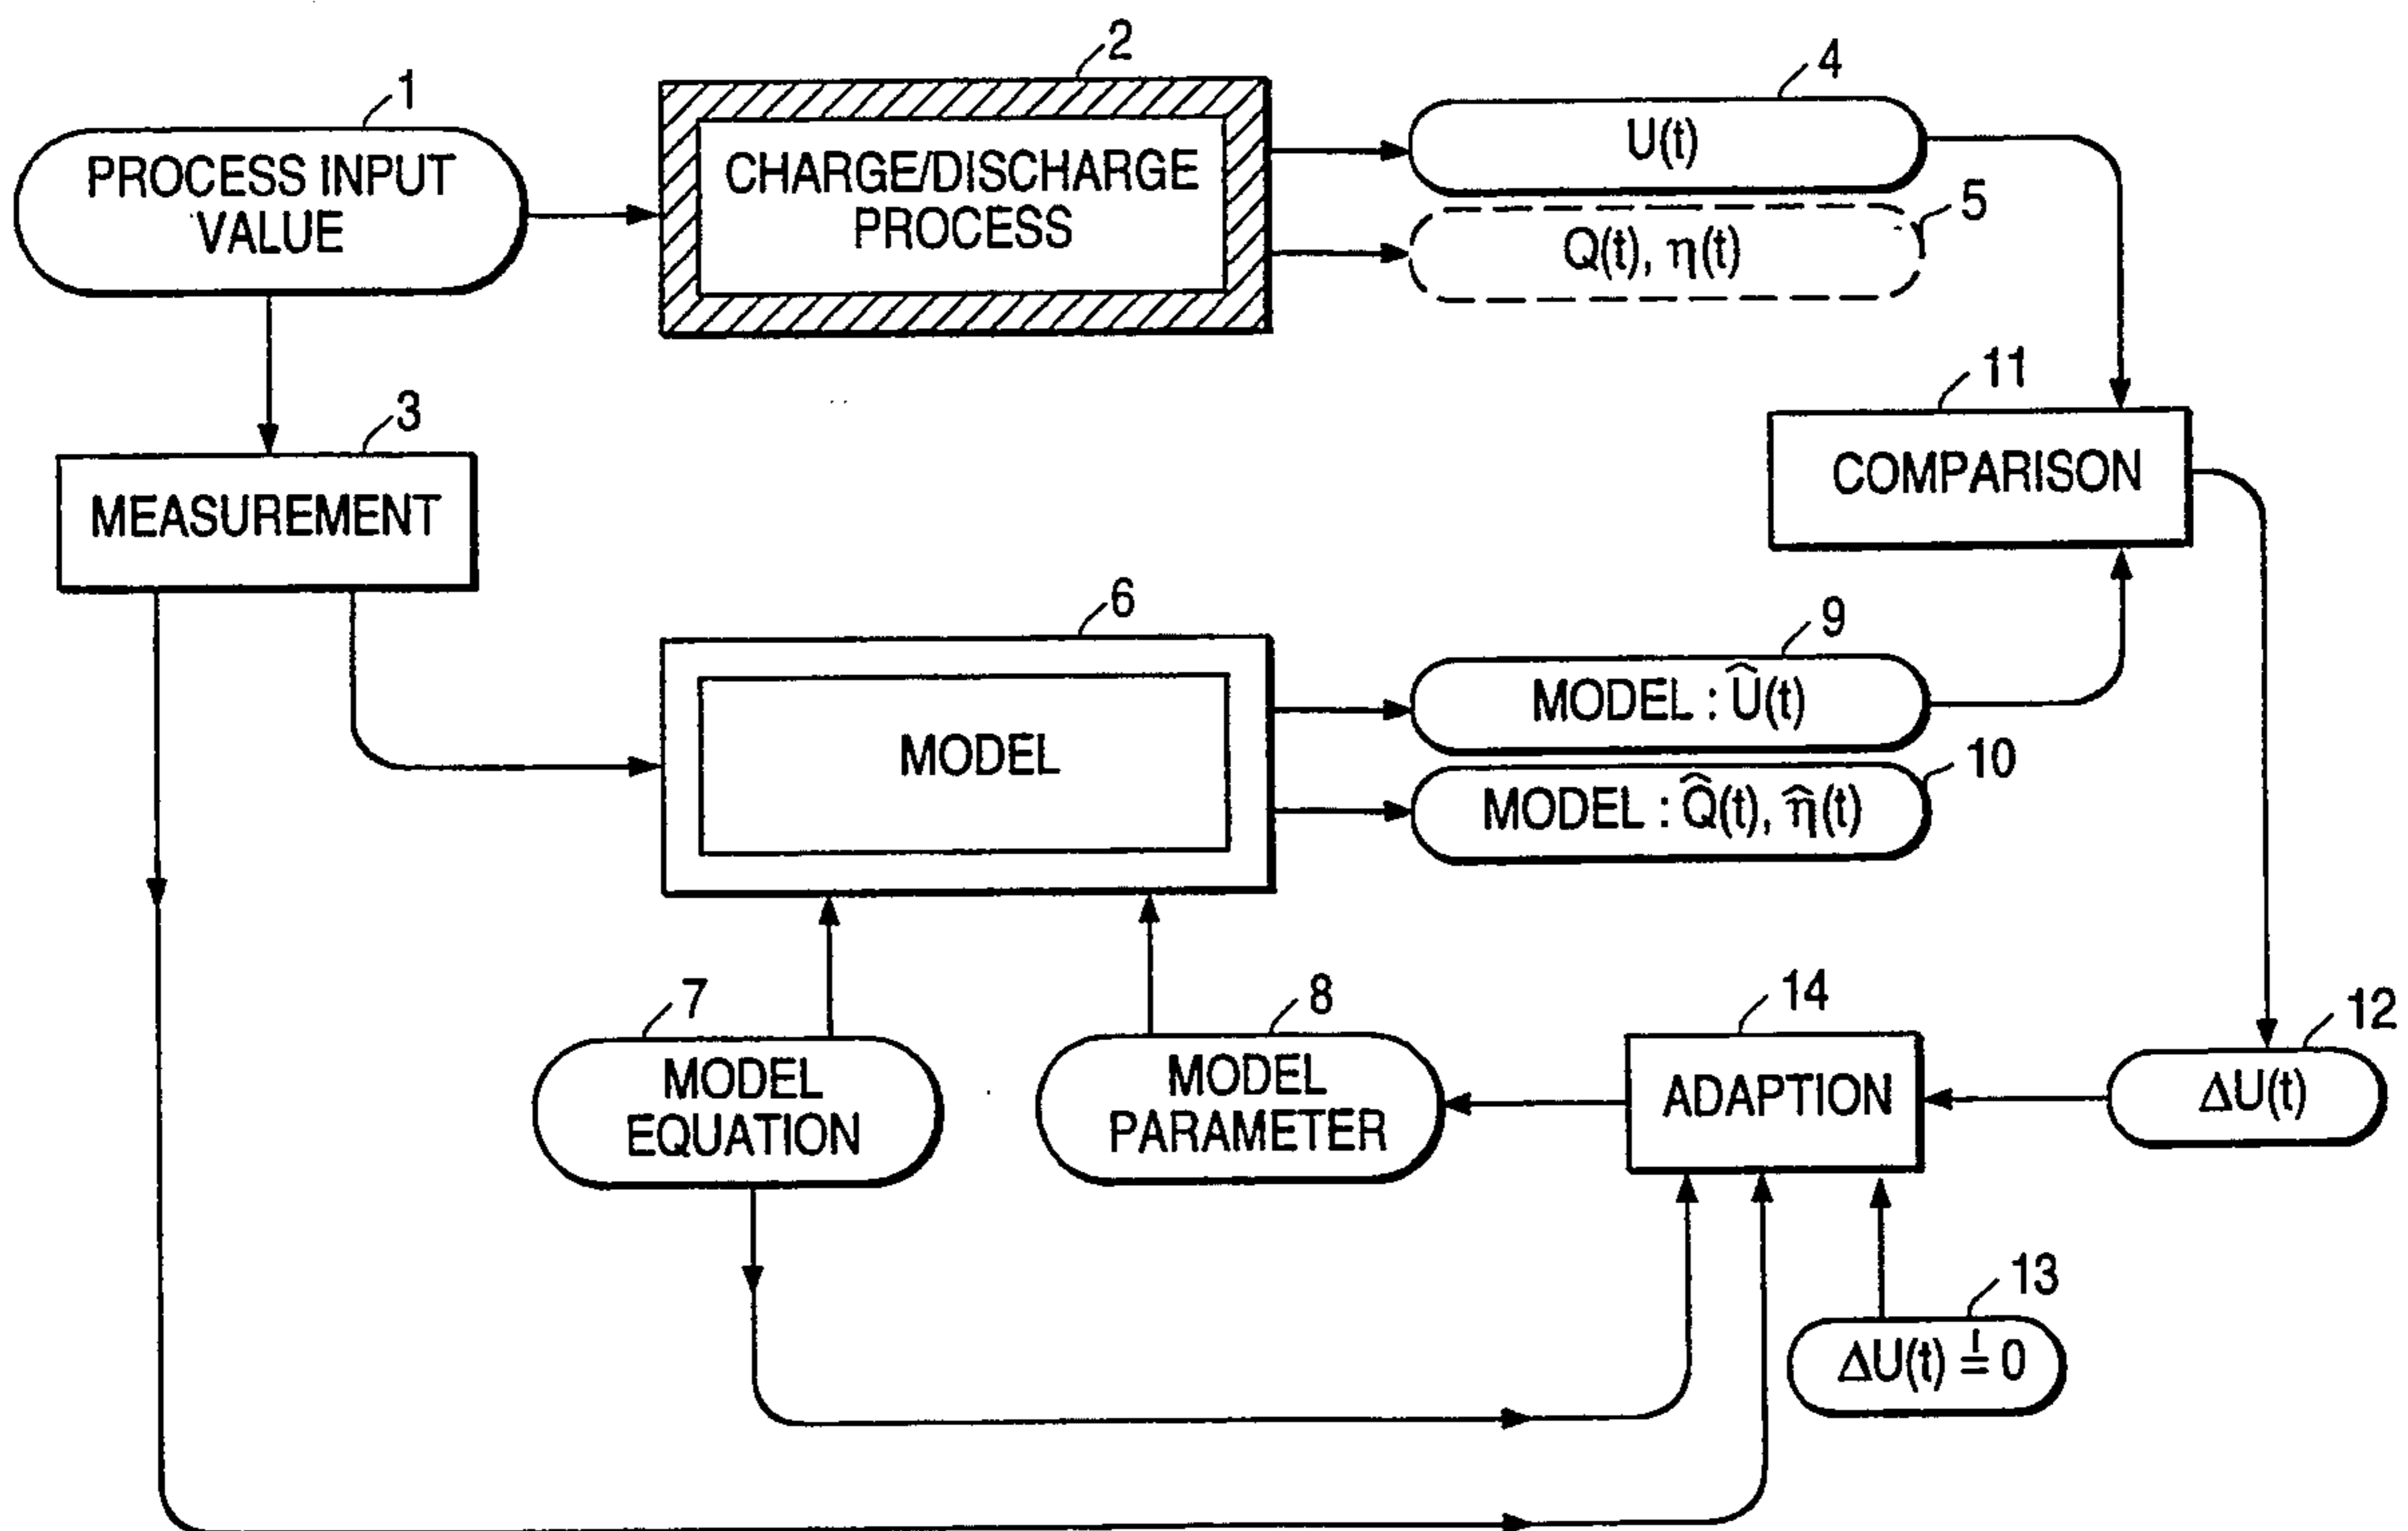 1
PROCESS INPUT
VALUE
2
CHARGE/DISCHARGE
PROCESS
4
U(t)
5
Q(t), η(t)
3
MEASUREMENT
11
COMPARISON
6
MODEL
9
MODEL : Û(t)
10
MODEL : Q̂(t), η̂(t)
7
MODEL
EQUATION
8
MODEL
PARAMETER
14
ADAPTION
12
ΔU(t)
13
ΔU(t) =! 0